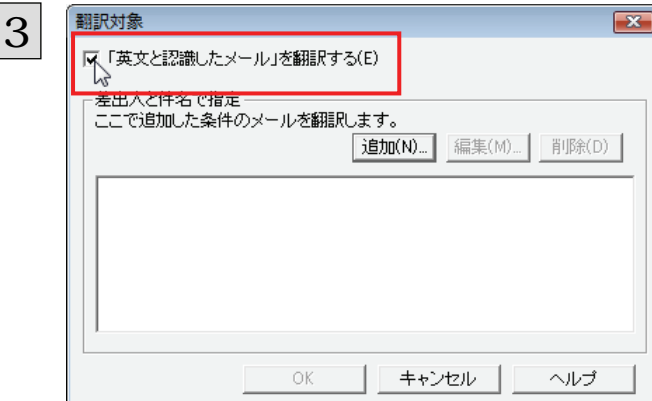 3
翻訳対象
「英文と認識したメール」を翻訳する(E)
差出人と件名で指定
ここで追加した条件のメールを翻訳します。
追加(N)... 編集(M)... 削除(D)
OK キャンセル ヘルプ